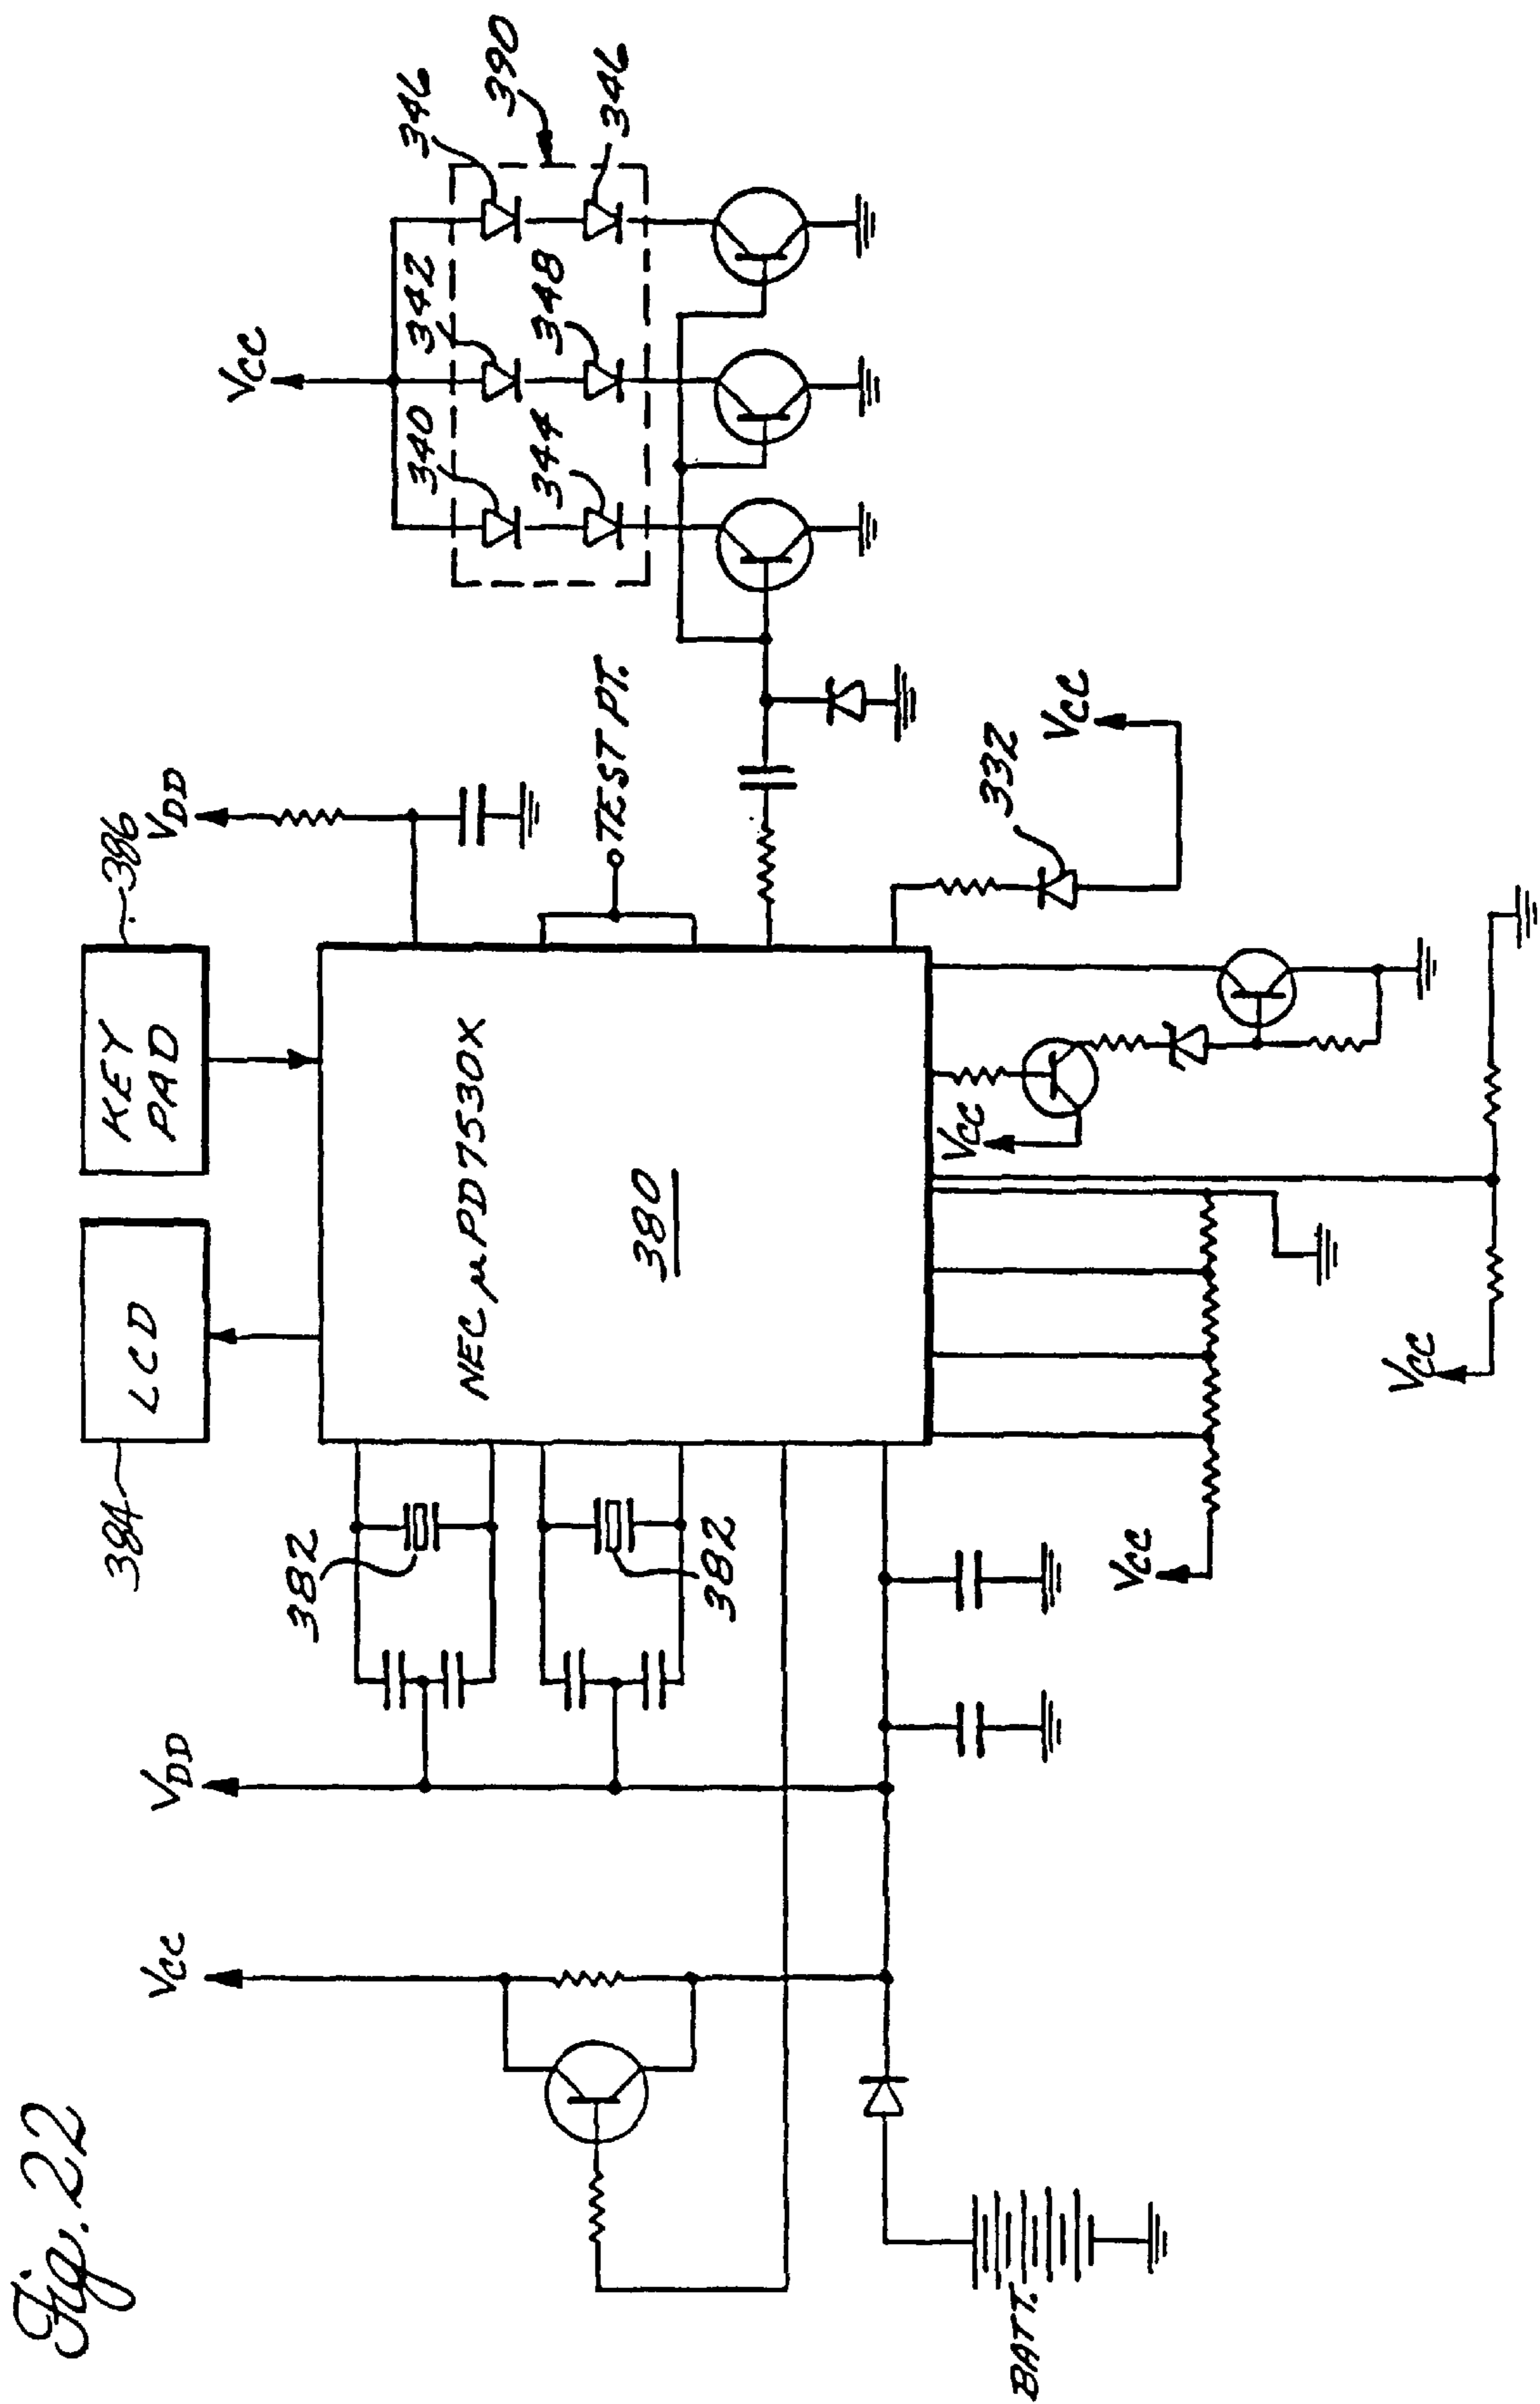 Fig. 22
384
LCD
KEY
PAD
386
VCC
VDD
VDD
VCC
346
390
346
342
348
340
344
382
382
NEC μPD7530X
380
TEST PT.
332
VCC
VCC
VCC
VCC
BATT.